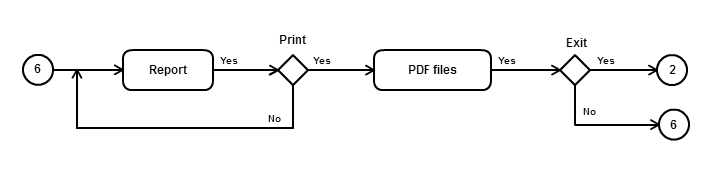 Print
Exit
6
Report
Yes
Yes
PDF files
Yes
Yes
2
No
No
6